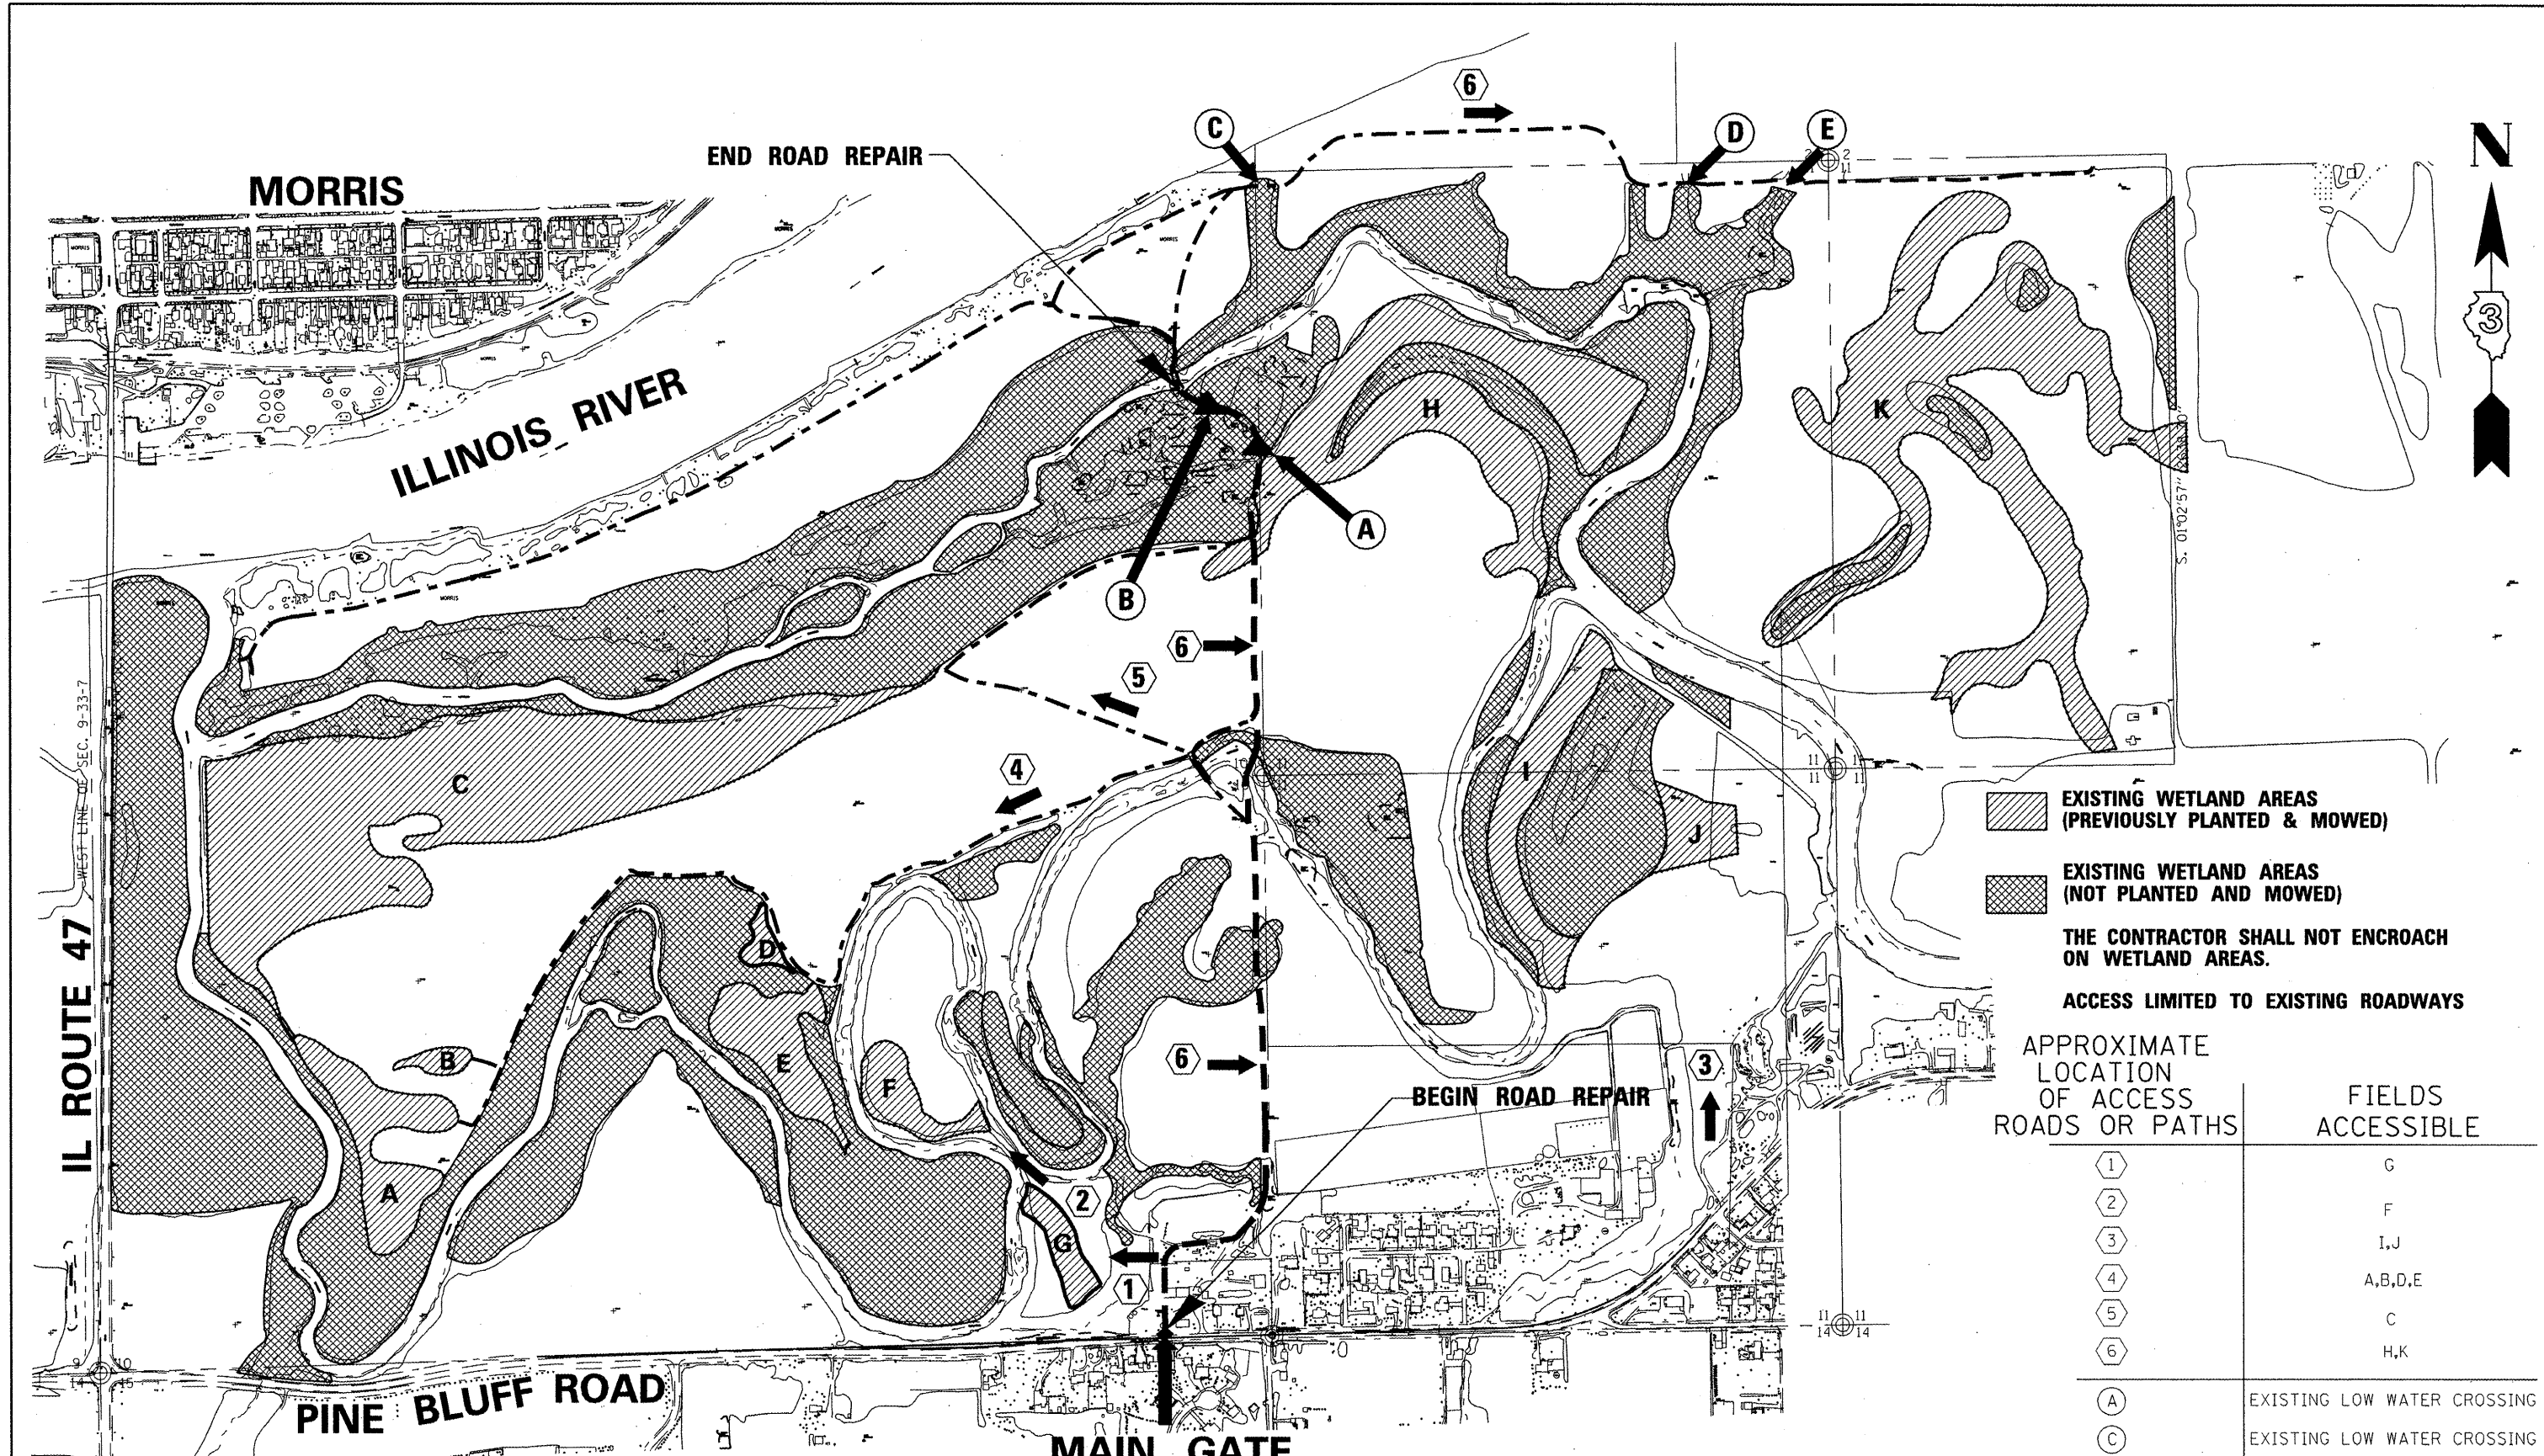 6
C
D
E
N
END ROAD REPAIR
MORRIS
3
H
K
ILLINOIS RIVER
S. 01°02'57"
A
B
6
5
WEST LINE OF SEC. 9-33-7
4
C
I
J
EXISTING WETLAND AREAS
(PREVIOUSLY PLANTED & MOWED)
EXISTING WETLAND AREAS
(NOT PLANTED AND MOWED)
THE CONTRACTOR SHALL NOT ENCROACH
ON WETLAND AREAS.
ACCESS LIMITED TO EXISTING ROADWAYS
IL ROUTE 47
D
B
E
F
6
3
BEGIN ROAD REPAIR
A
2
G
1
APPROXIMATE
LOCATION
OF ACCESS
ROADS OR PATHS
FIELDS
ACCESSIBLE
1 G
2 F
3 I,J
4 A,B,D,E
5 C
6 H,K
A EXISTING LOW WATER CROSSING
C EXISTING LOW WATER CROSSING
PINE BLUFF ROAD
MAIN GATE